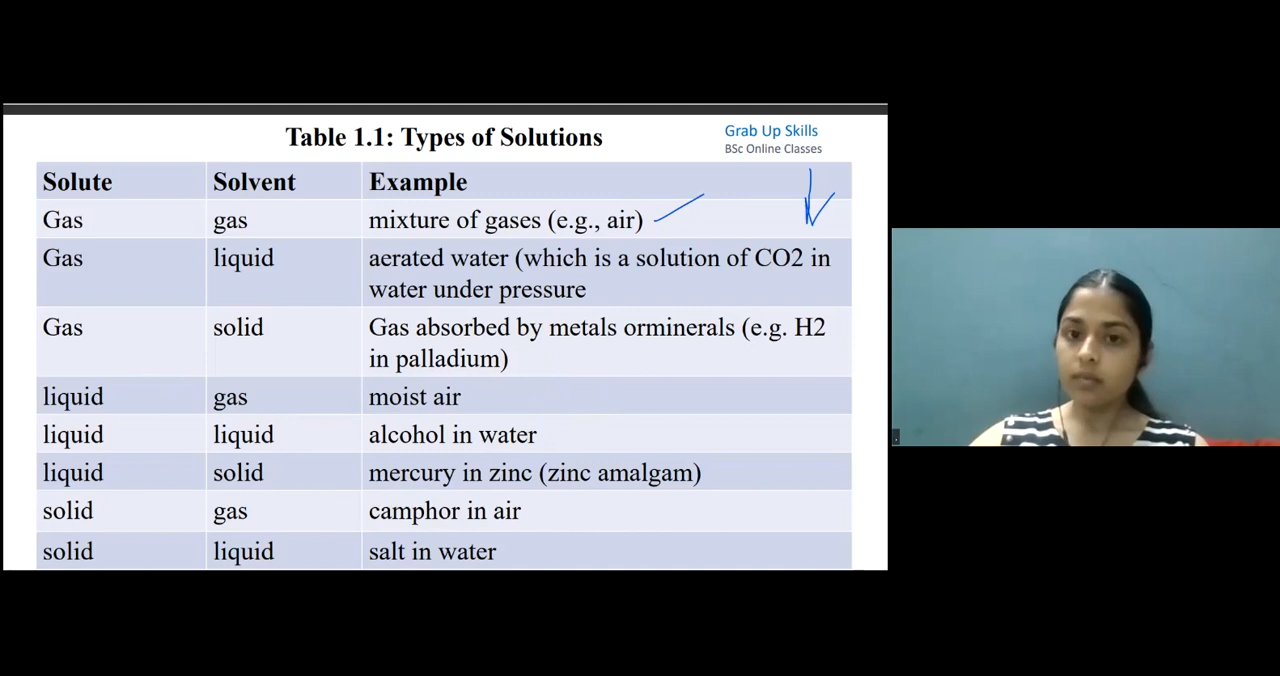 Table 1.1: Types of Solutions
Grab Up Skills
BSc Online Classes
Solute Solvent Example
Gas gas mixture of gases (e.g., air)
Gas liquid aerated water (which is a solution of CO2 in
water under pressure
Gas solid Gas absorbed by metals orminerals (e.g. H2
in palladium)
liquid gas moist air
liquid liquid alcohol in water
liquid solid mercury in zinc (zinc amalgam)
solid gas camphor in air
solid liquid salt in water